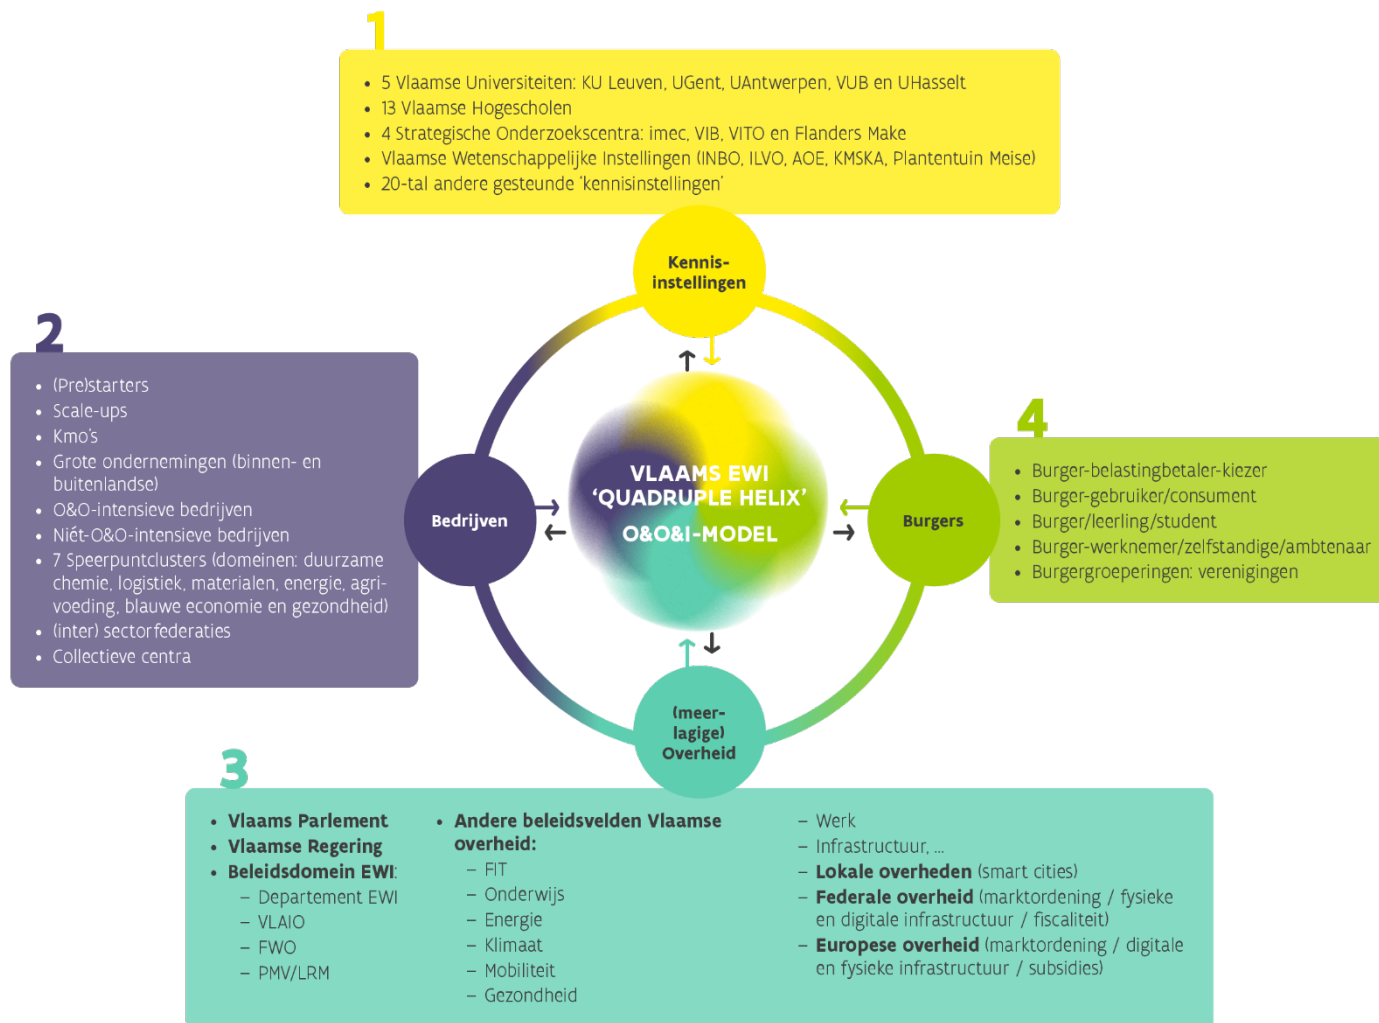 1
• 5 Vlaamse Universiteiten: KU Leuven, UGent, UAntwerpen, VUB en UHasselt
• 13 Vlaamse Hogescholen
• 4 Strategische Onderzoekscentra: imec, VIB, VITO en Flanders Make
• Vlaamse Wetenschappelijke Instellingen (INBO, ILVO, AOE, KMSKA, Plantentuin Meise)
• 20-tal andere gesteunde ‘kennisinstellingen’
Kennis-
instellingen
2
• (Pre)starters
• Scale-ups
• Kmo's
• Grote ondernemingen (binnen- en
buitenlandse)
• O&O-intensieve bedrijven
• Niét-O&O-intensieve bedrijven
• 7 Speerpuntclusters (domeinen: duurzame
chemie, logistiek, materialen, energie, agri-
voeding, blauwe economie en gezondheid)
• (inter) sectorfederaties
• Collectieve centra
Bedrijven
VLAAMS EWI
‘QUADRUPLE HELIX’
O&O&I-MODEL
Burgers
4
• Burger-belastingbetaler-kiezer
• Burger-gebruiker/consument
• Burger/leerling/student
• Burger-werknemer/zelfstandige/ambtenaar
• Burgergroeperingen: verenigingen
(meer-
lagige)
Overheid
3
• Vlaams Parlement
• Vlaamse Regering
• Beleidsdomein EWI:
– Departement EWI
– VLAIO
– FWO
– PMV/LRM
• Andere beleidsvelden Vlaamse
overheid:
– FIT
– Onderwijs
– Energie
– Klimaat
– Mobiliteit
– Gezondheid
– Werk
– Infrastructuur, ...
– Lokale overheden (smart cities)
– Federale overheid (marktordening / fysieke
en digitale infrastructuur / fiscaliteit)
– Europese overheid (marktordening / digitale
en fysieke infrastructuur / subsidies)